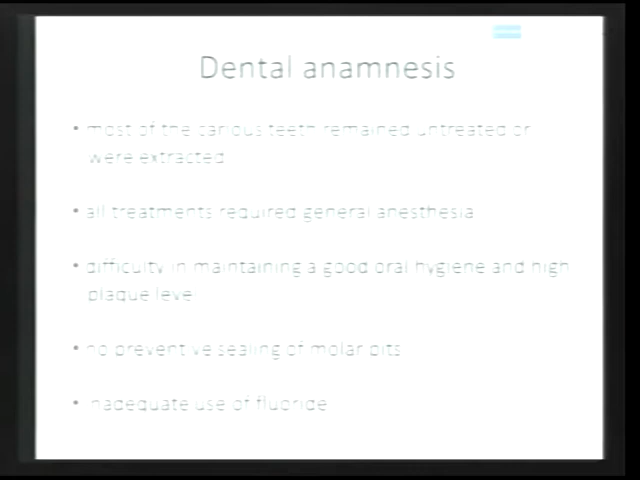 Dental anamnesis
• most of the carious teeth remained untreated or
were extracted
• all treatments required general anesthesia
• difficulty in maintaining a good oral hygiene and high
plaque level
• no preventive sealing of molar pits
• inadequate use of fluoride